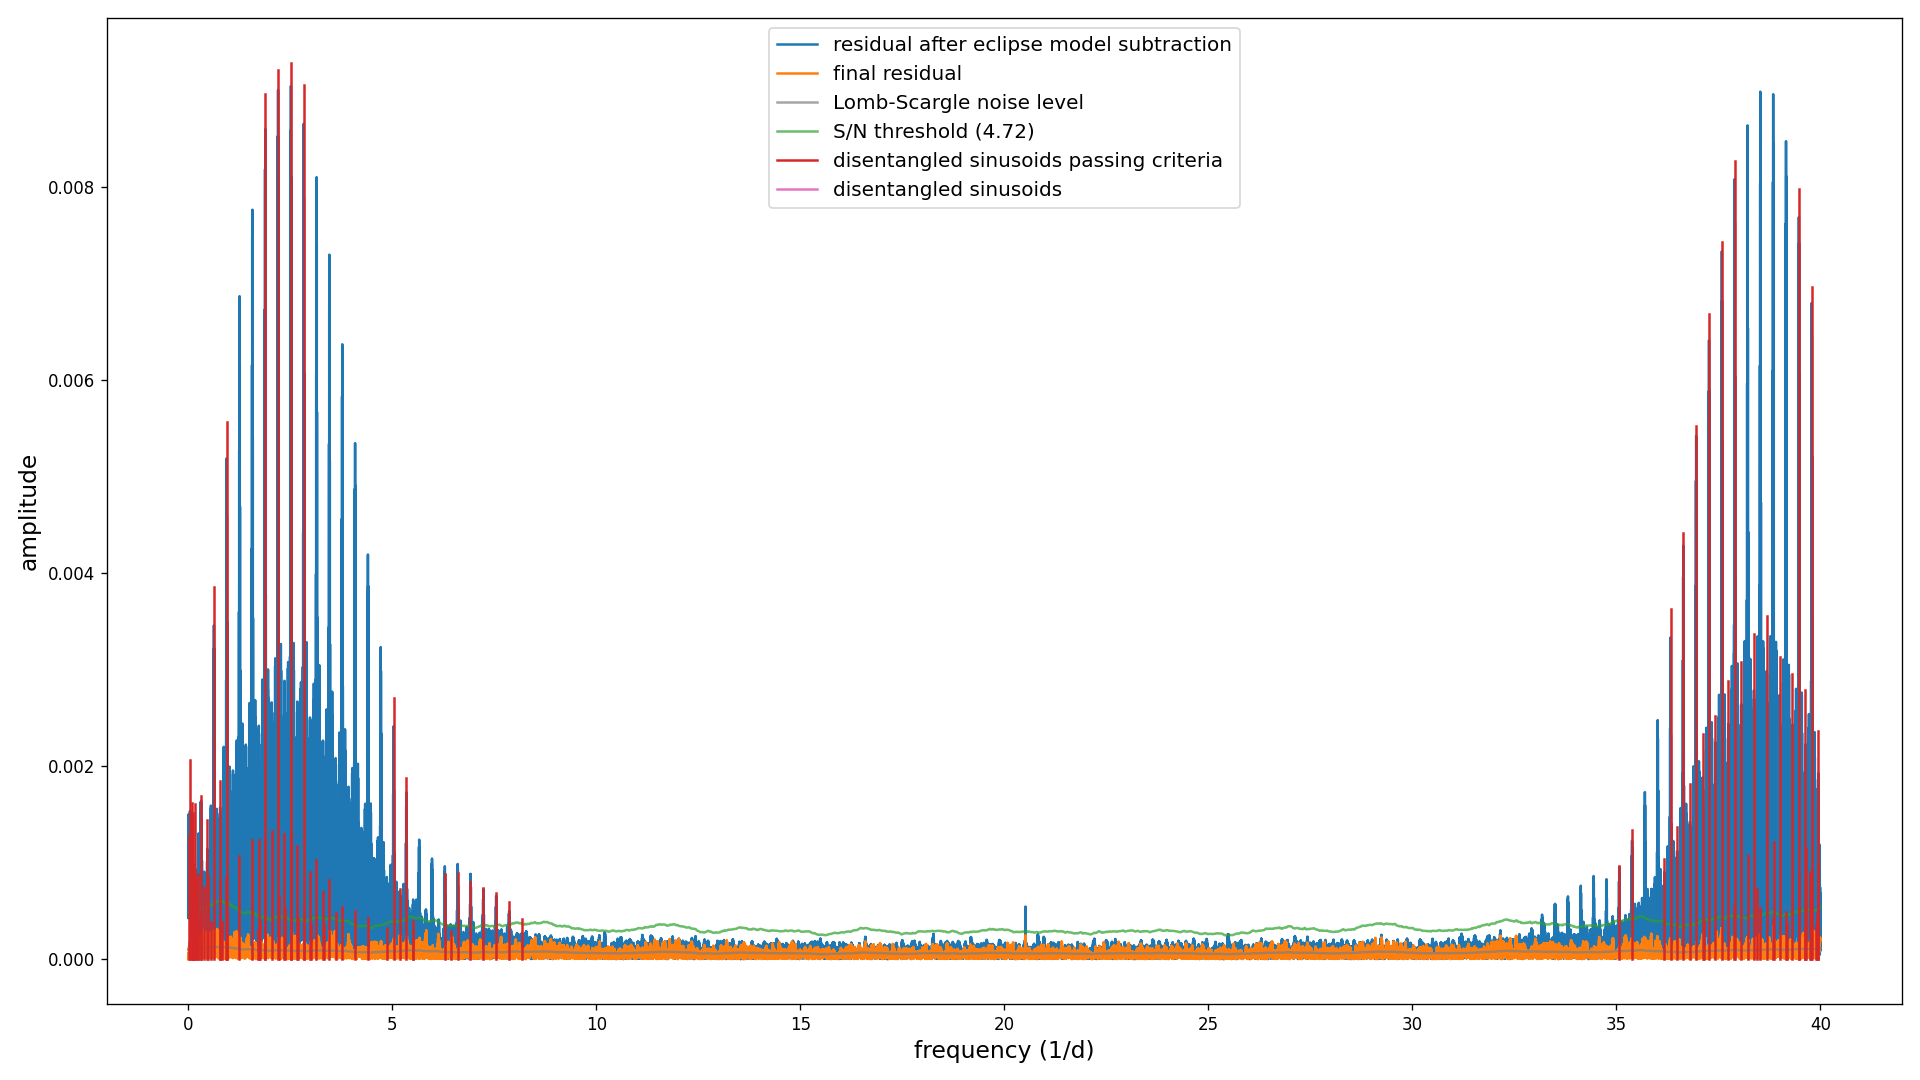 residual after eclipse model subtraction
final residual
Lomb-Scargle noise level
S/N threshold (4.72)
disentangled sinusoids passing criteria
disentangled sinusoids
0.008
0.006
0.004
0.002
0.000
amplitude
0 5 10 15 20 25 30 35 40
frequency (1/d)